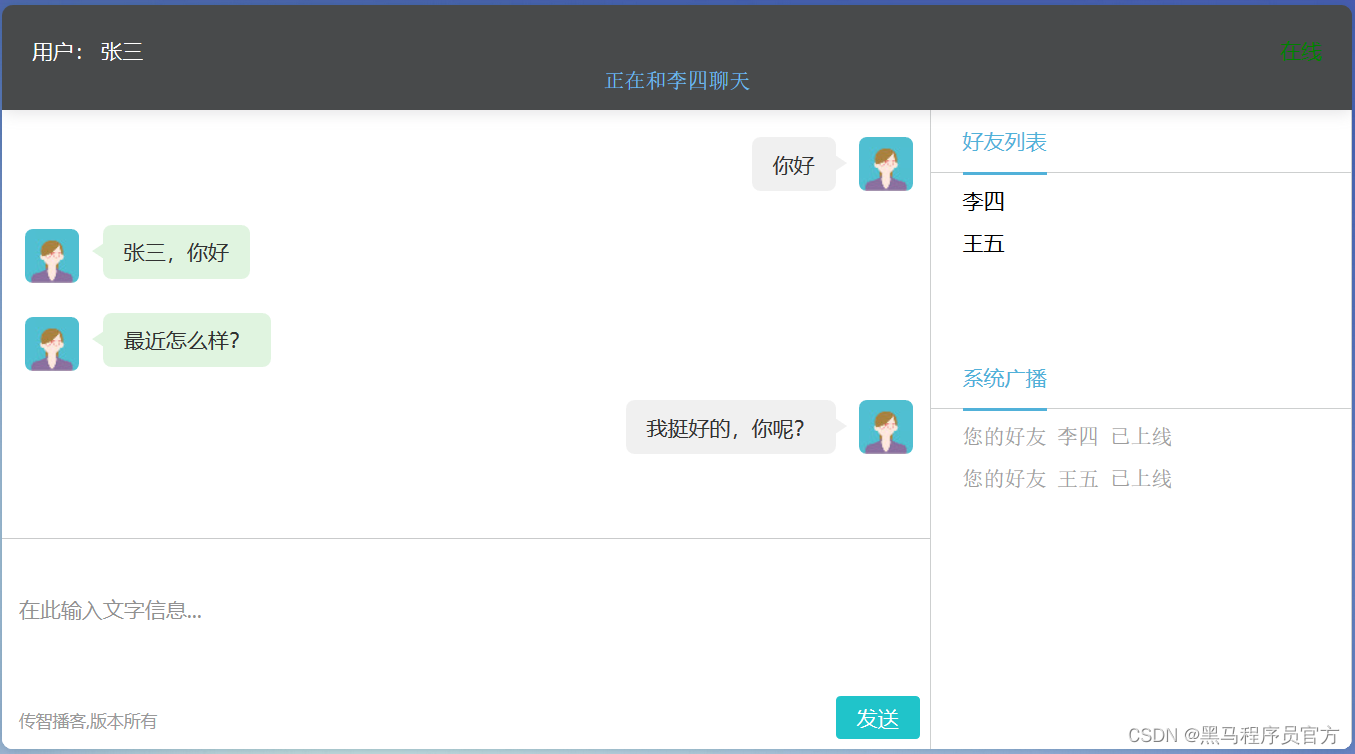 用户： 张三
在线
正在和李四聊天
你好
张三，你好
最近怎么样？
我挺好的，你呢？
在此输入文字信息...
传智播客,版本所有
发送
好友列表
李四
王五
系统广播
您的好友 李四 已上线
您的好友 王五 已上线
CSDN @黑马程序员官方